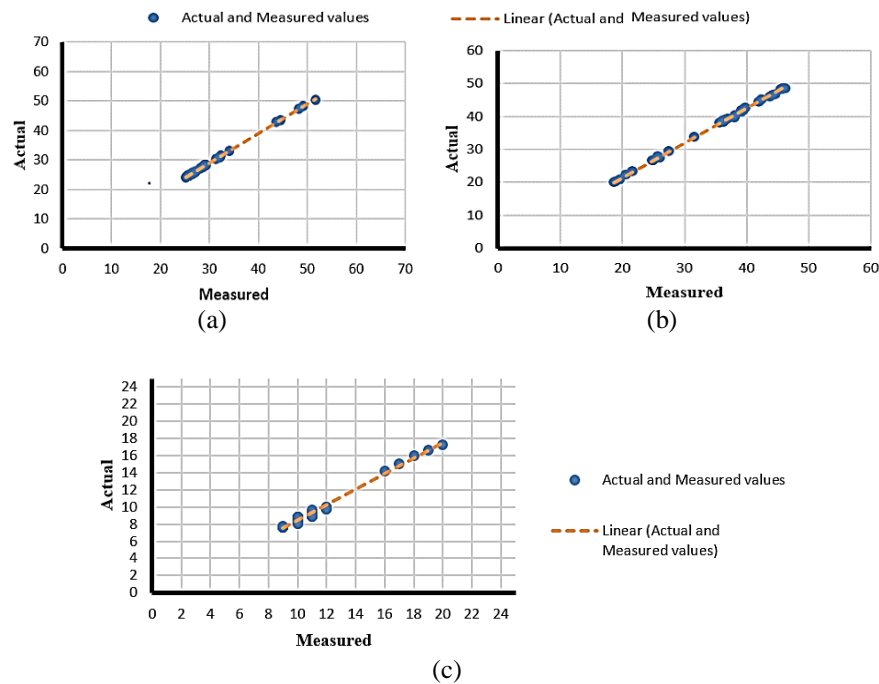 Actual and Measured values
Linear (Actual and Measured values)
70
60
50
40
30
20
10
0
Actual
0 10 20 30 40 50 60 70
Measured
(a)
60
50
40
30
20
10
0
Actual
0 10 20 30 40 50 60
Measured
(b)
24
22
20
18
16
14
12
10
8
6
4
2
0
Actual
0 2 4 6 8 10 12 14 16 18 20 22 24
Measured
Actual and Measured values
Linear (Actual and
Measured values)
(c)